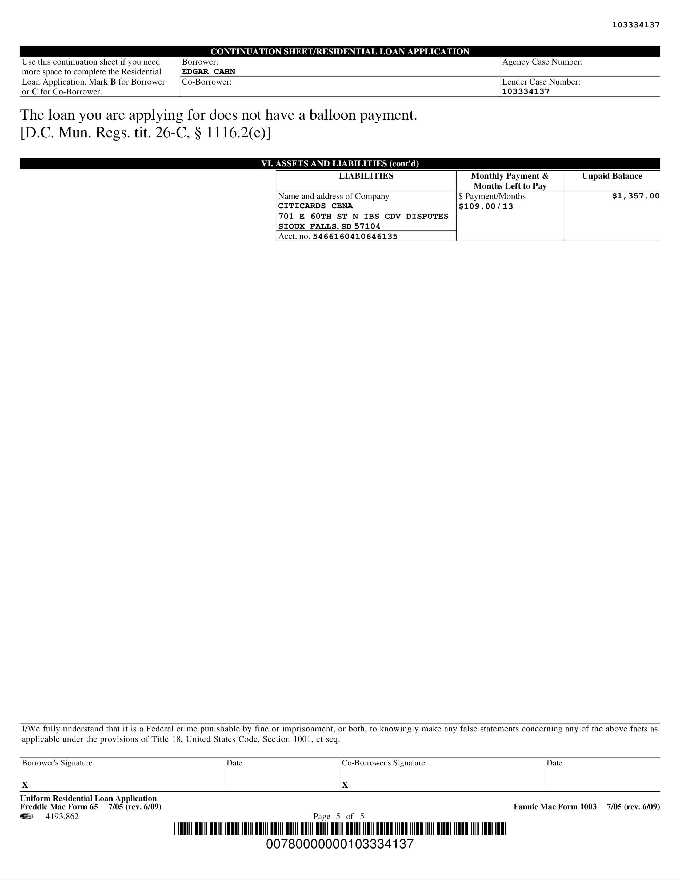 103334137
CONTINUATION SHEET/RESIDENTIAL LOAN APPLICATION
Use this continuation sheet if you need
more space to complete the Residential
Loan Application. Mark B for Borrower
or C for Co-Borrower.
Borrower:
EDGAR CAHN
Co-Borrower:
Agency Case Number:
Lender Case Number:
103334137
The loan you are applying for does not have a balloon payment.
[D.C. Mun. Regs. tit. 26-C, § 1116.2(e)]
VI. ASSETS AND LIABILITIES (con'd)
LIABILITIES
Monthly Payment &
Months Left to Pay
Unpaid Balance
Name and address of Company
CITICARDS CBNA
701 E 60TH ST N IBS CDV DISPUTES
SIOUX FALLS, SD 57104
Acct. no. 5466160410646135
$ Payment/Months
$109.00/13
$1,357.00
I/We fully understand that it is a Federal crime punishable by fine or imprisonment, or both, to knowingly make any false statements concerning any of the above facts as
applicable under the provisions of Title 18, United States Code, Section 1001, et seq.
Borrower's Signature
Date
Co-Borrower's Signature
Date
X
X
Uniform Residential Loan Application
Freddie Mac Form 65 7/05 (rev. 6/09)
Fannie Mae Form 1003 7/05 (rev. 6/09)
4193.862
Page 5 of 5
00780000000103334137